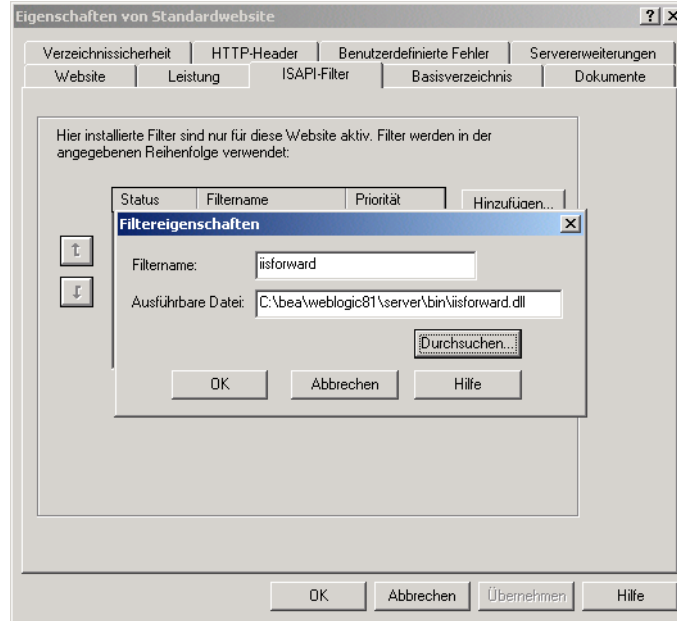 Eigenschaften von Standardwebsite
Verzeichnissicherheit HTTP-Header Benutzerdefinierte Fehler Servererweiterungen
Website Leistung ISAPI-Filter Basisverzeichnis Dokumente
Hier installierte Filter sind nur für diese Website aktiv. Filter werden in der
angegebenen Reihenfolge verwendet:
Status Filtername Priorität Hinzufügen...
Filtereigenschaften
Filtername: iisforward
Ausführbare Datei: C:\bea\weblogic81\server\bin\iisforward.dll
Durchsuchen...
OK Abbrechen Hilfe
OK Abbrechen Übernehmen Hilfe